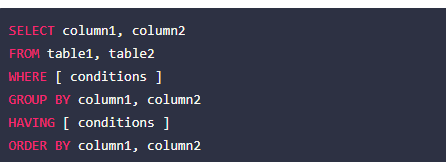 SELECT column1, column2
FROM table1, table2
WHERE [ conditions ]
GROUP BY column1, column2
HAVING [ conditions ]
ORDER BY column1, column2